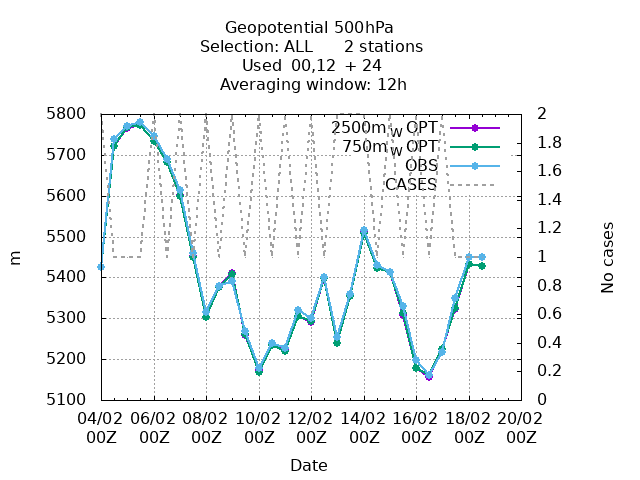 Geopotential 500hPa
Selection: ALL 2 stations
Used 00,12 + 24
Averaging window: 12h
5800
5700
5600
5500
5400
5300
5200
5100
m
2
1.8
1.6
1.4
1.2
1
0.8
0.6
0.4
0.2
0
No cases
2500m_w OPT
750m_w OPT
OBS
CASES
04/02 06/02 08/02 10/02 12/02 14/02 16/02 18/02 20/02
00Z 00Z 00Z 00Z 00Z 00Z 00Z 00Z 00Z
Date